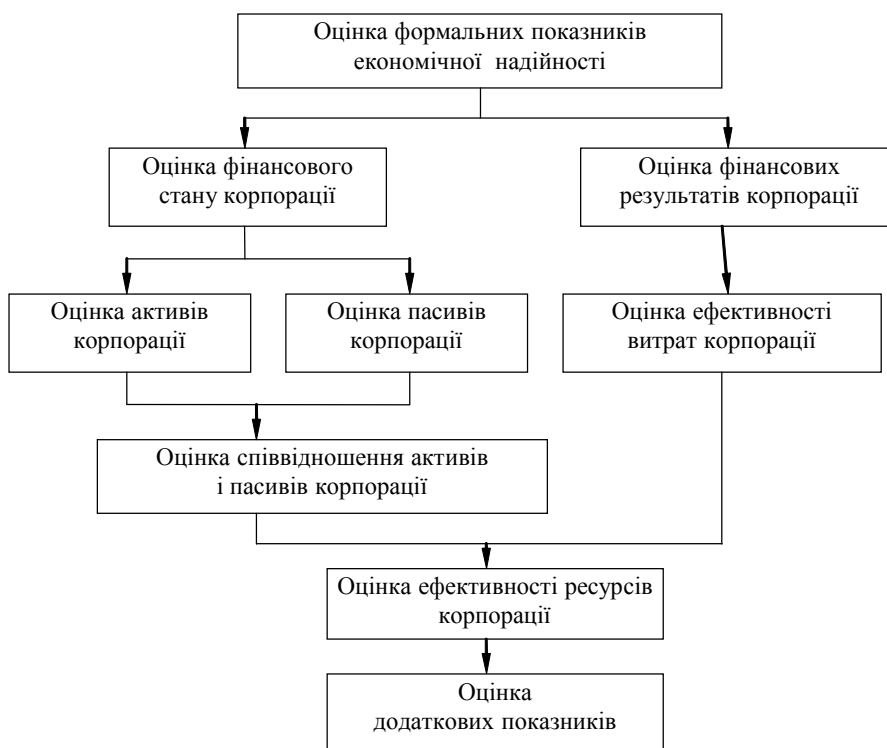 Оцінка формальних показників
економічної надійності
Оцінка фінансового
стану корпорації
Оцінка фінансових
результатів корпорації
Оцінка активів
корпорації
Оцінка пасивів
корпорації
Оцінка ефективності
витрат корпорації
Оцінка співвідношення активів
і пасивів корпорації
Оцінка ефективності ресурсів
корпорації
Оцінка
додаткових показників